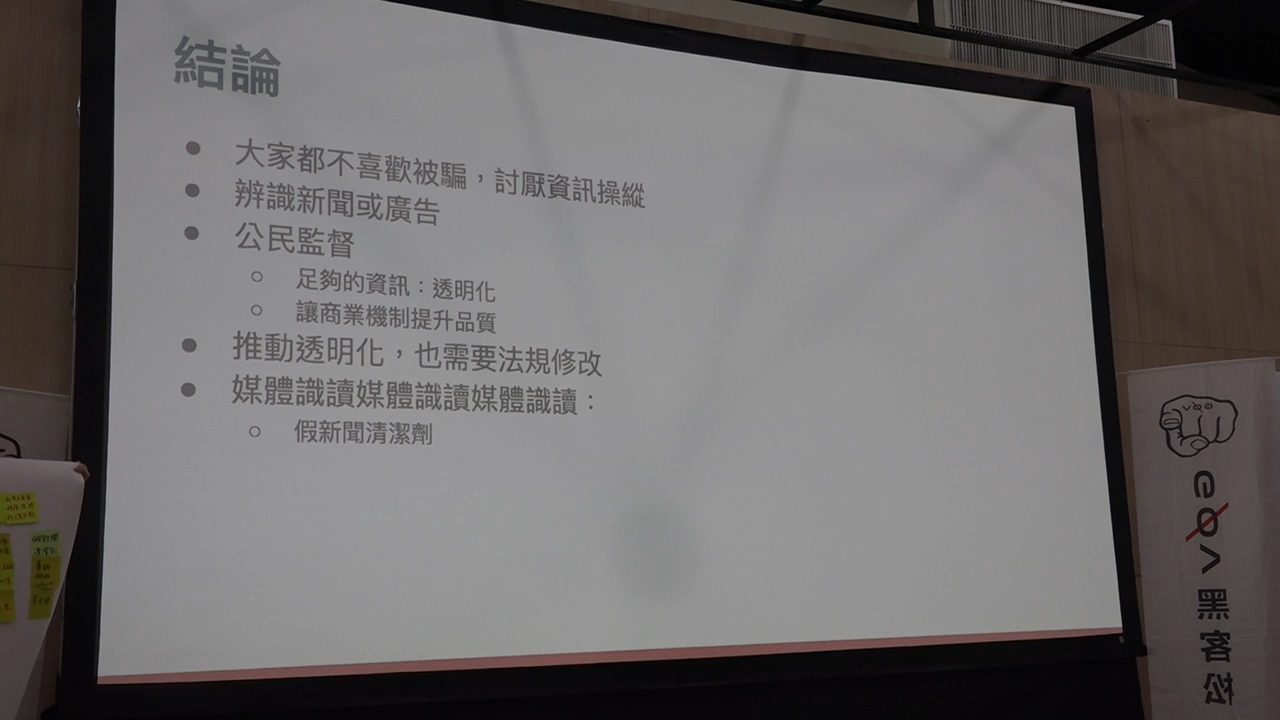 結論
大家都不喜歡被騙，討厭資訊操縱
辨識新聞或廣告
公民監督
足夠的資訊：透明化
讓商業機制提升品質
推動透明化，也需要法規修改
媒體識讀媒體識讀媒體識讀：
假新聞清潔劑
g0v 黑客松